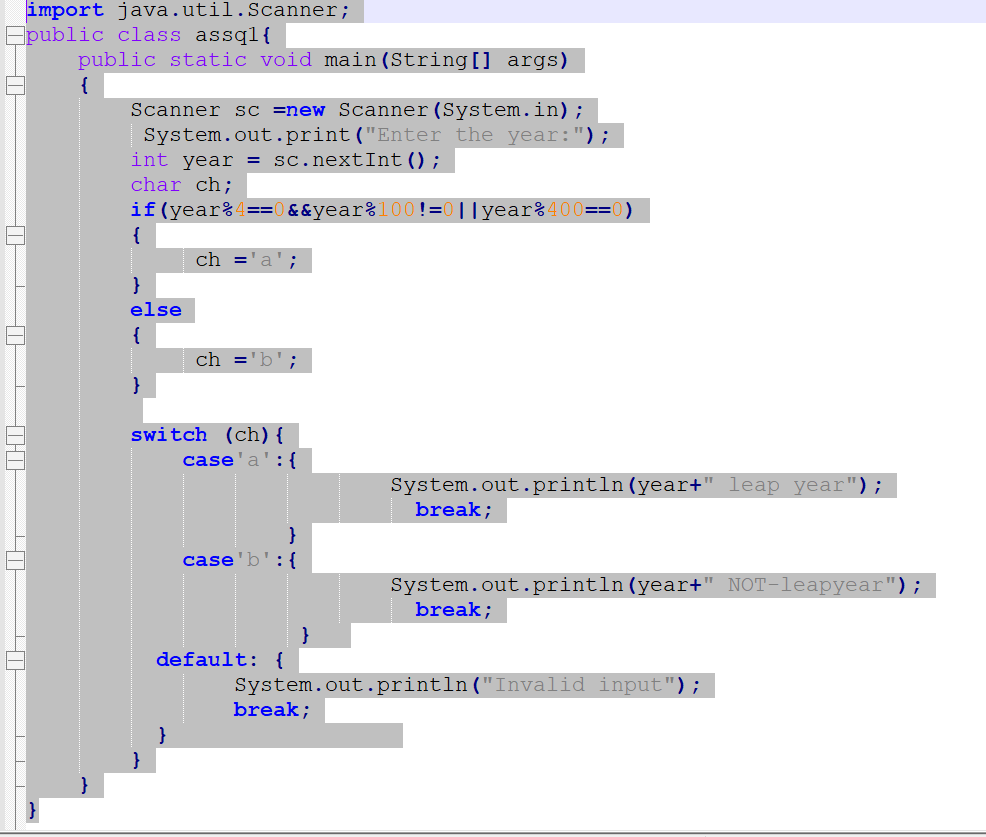 import java.util.Scanner;
public class assq1{
public static void main(String[] args)
{
Scanner sc =new Scanner(System.in);
System.out.print("Enter the year:");
int year = sc.nextInt();
char ch;
if(year%4==0&&year%100!=0||year%400==0)
{
ch ='a';
}
else
{
ch ='b';
}
switch (ch){
case'a':{
System.out.println(year+" leap year");
break;
}
case'b':{
System.out.println(year+" NOT-leapyear");
break;
}
default: {
System.out.println("Invalid input");
break;
}
}
}
}